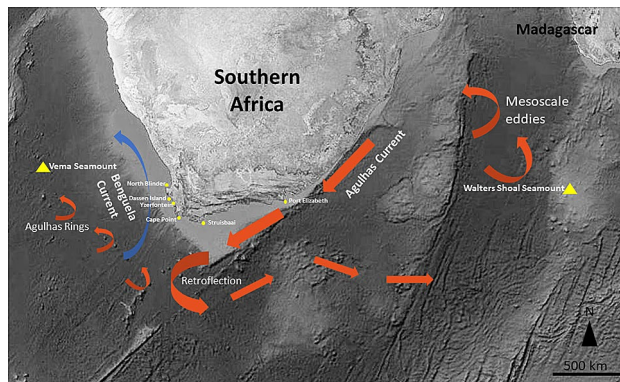 Madagascar
Southern
Africa
Mesoscale
eddies
Agulhas Current
Vema Seamount
Benguela
Current
North Blinder
Dassen Island
Yzerfontein
Walters Shoal Seamount
Port Elizabeth
Agulhas Rings
Cape Point
Struisbaai
Retroflection
N
500 km